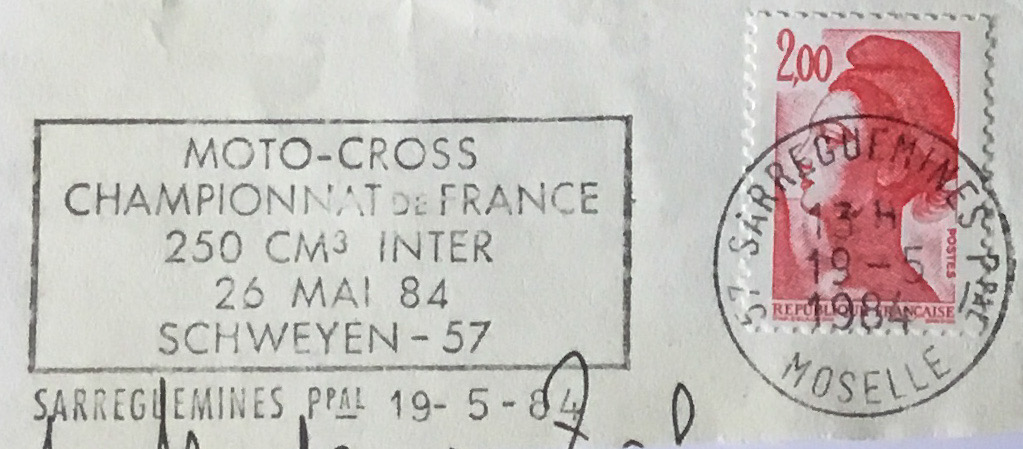 MOTO-CROSS
CHAMPIONNAT DE FRANCE
250 CM³ INTER
26 MAI 84
SCHWEYEN - 57
SARREGUEMINES PPAL 19 - 5 - 84
2,00
POSTES
REPUBLIQUE FRANÇAISE
57 SARREGUEMINES PPAL
13 H
19 - 5
1984
MOSELLE